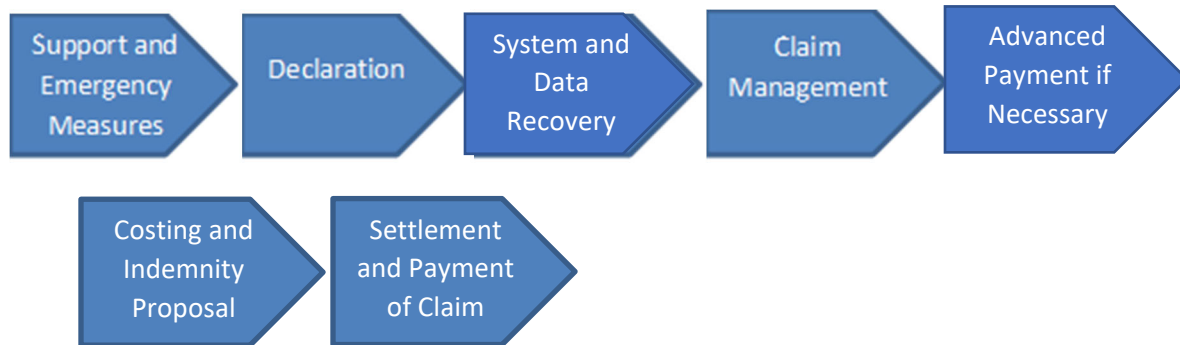 Support and
Emergency
Measures
Declaration
System and
Data
Recovery
Claim
Management
Advanced
Payment if
Necessary
Costing and
Indemnity
Proposal
Settlement
and Payment
of Claim